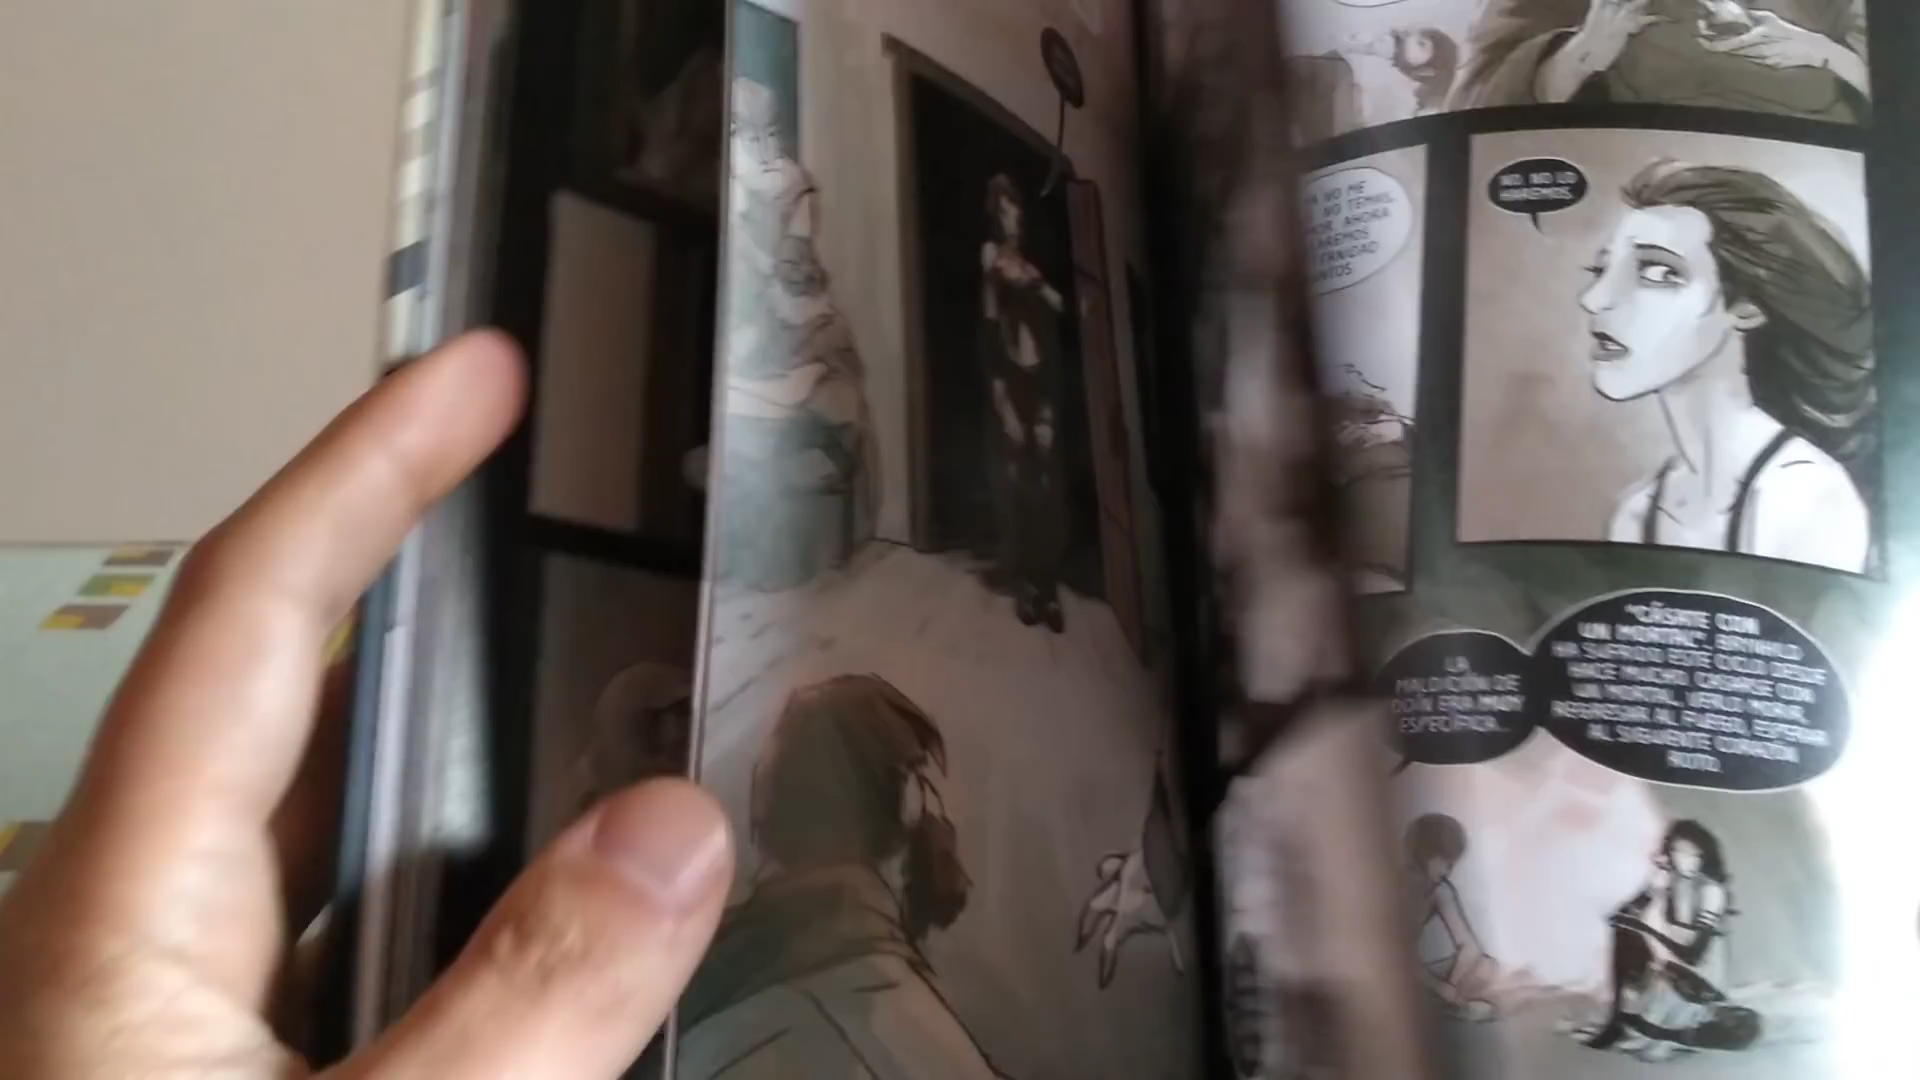 NO, NO LO
HAREMOS.
YA NO ME
NO TEMAS,
AHORA
"CÁSATE CON
UN MORTAL". BRYNHILD
HA SUFRIDO ESTE CICLO DESDE
HACE MUCHO. CASARSE CON
UN MORTAL, VERLO MORIR,
REGRESAR AL FUEGO, ESPERAR
AL SIGUIENTE CORAZÓN
ROTO.
LA
MALDICIÓN DE
ODÍN ERA MUY
ESPECÍFICA.